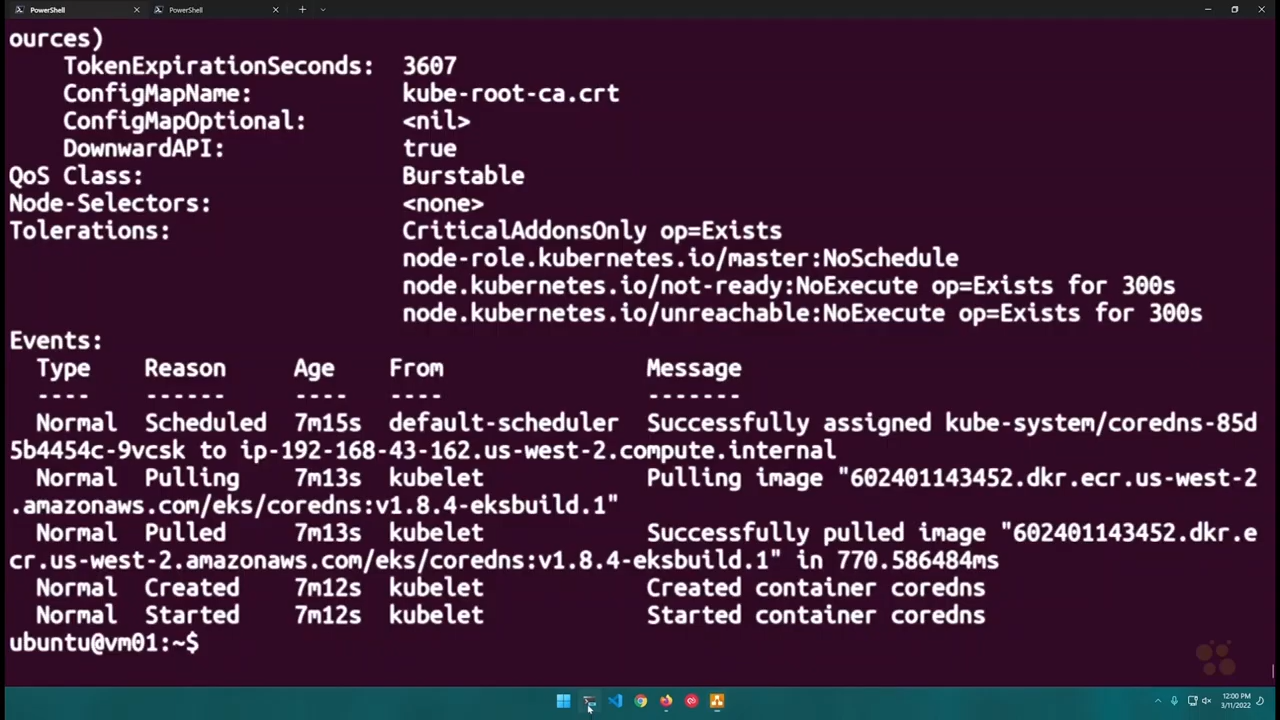 PowerShell PowerShell
ources)
TokenExpirationSeconds: 3607
ConfigMapName: kube-root-ca.crt
ConfigMapOptional: <nil>
DownwardAPI: true
QoS Class: Burstable
Node-Selectors: <none>
Tolerations: CriticalAddonsOnly op=Exists
node-role.kubernetes.io/master:NoSchedule
node.kubernetes.io/not-ready:NoExecute op=Exists for 300s
node.kubernetes.io/unreachable:NoExecute op=Exists for 300s
Events:
Type Reason Age From Message
---- ------ ---- ---- -------
Normal Scheduled 7m15s default-scheduler Successfully assigned kube-system/coredns-85d
5b4454c-9vcsk to ip-192-168-43-162.us-west-2.compute.internal
Normal Pulling 7m13s kubelet Pulling image "602401143452.dkr.ecr.us-west-2
.amazonaws.com/eks/coredns:v1.8.4-eksbuild.1"
Normal Pulled 7m13s kubelet Successfully pulled image "602401143452.dkr.e
cr.us-west-2.amazonaws.com/eks/coredns:v1.8.4-eksbuild.1" in 770.586484ms
Normal Created 7m12s kubelet Created container coredns
Normal Started 7m12s kubelet Started container coredns
ubuntu@vm01:~$
12:00 PM
3/11/2022